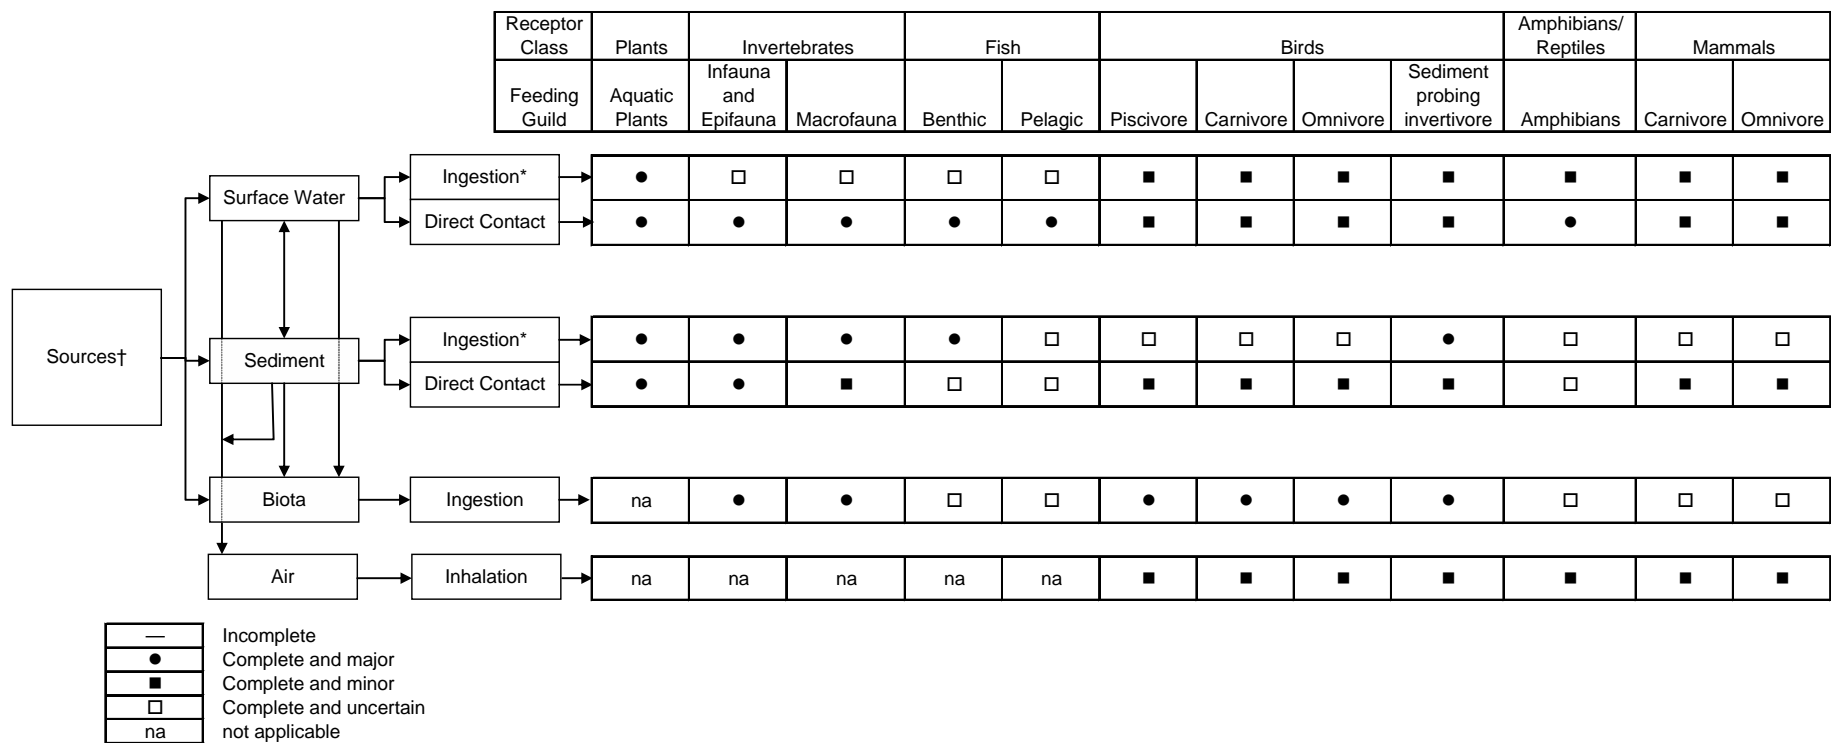 Receptor Class Plants Invertebrates Fish Birds Amphibians/ Reptiles Mammals
Feeding Guild Aquatic Plants Infauna and Epifauna Macrofauna Benthic Pelagic Piscivore Carnivore Omnivore Sediment probing invertivore Amphibians Carnivore Omnivore
Surface Water
Ingestion* ● □ □ □ □ ■ ■ ■ ■ ■ ■ ■
Direct Contact ● ● ● ● ● ■ ■ ■ ■ ● ■ ■
Sources†
Sediment
Ingestion* ● ● ● ● □ □ □ □ ● □ □ □
Direct Contact ● ● ■ □ □ ■ ■ ■ ■ □ ■ ■
Biota Ingestion na ● ● □ □ ● ● ● ● □ □ □
Air Inhalation na na na na na ■ ■ ■ ■ ■ ■ ■
— Incomplete
● Complete and major
■ Complete and minor
□ Complete and uncertain
na not applicable